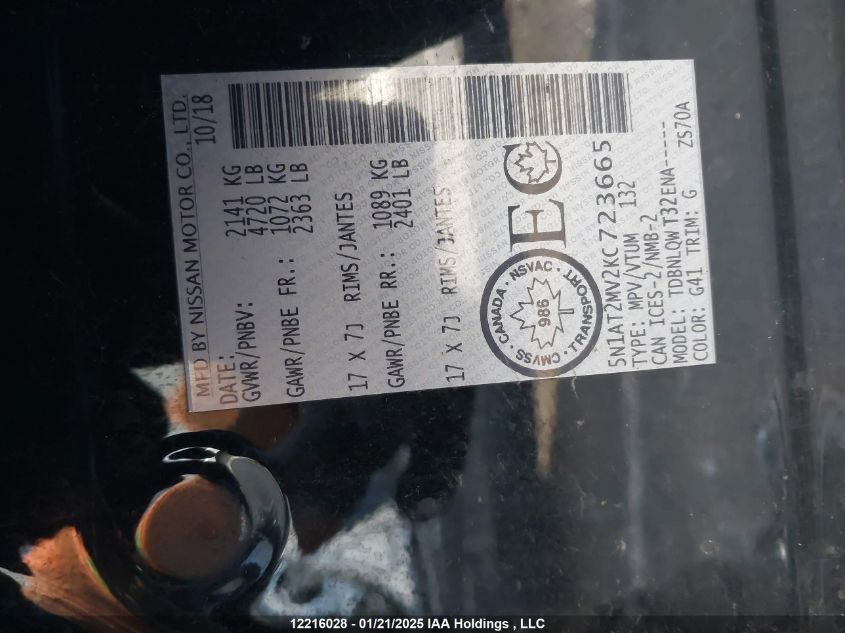 MFD BY NISSAN MOTOR CO., LTD.
DATE: 10/18
GVWR/PNBV: 2141 KG
4720 LB
GAWR/PNBE FR.: 1072 KG
2363 LB
17 X 7J RIMS/JANTES
GAWR/PNBE RR.: 1089 KG
2401 LB
17 X 7J RIMS/JANTES
CANADA · NSVAC · TRANSPORT · CMVSS ·
986
EC
5N1AT2MV2KC723665
TYPE: MPV/VTUM 132
CAN ICES-2/NMB-2
MODEL: TDBNLQWT32ENA-----
COLOR: G41 TRIM: G ZS70A
12216028 - 01/21/2025 IAA Holdings , LLC